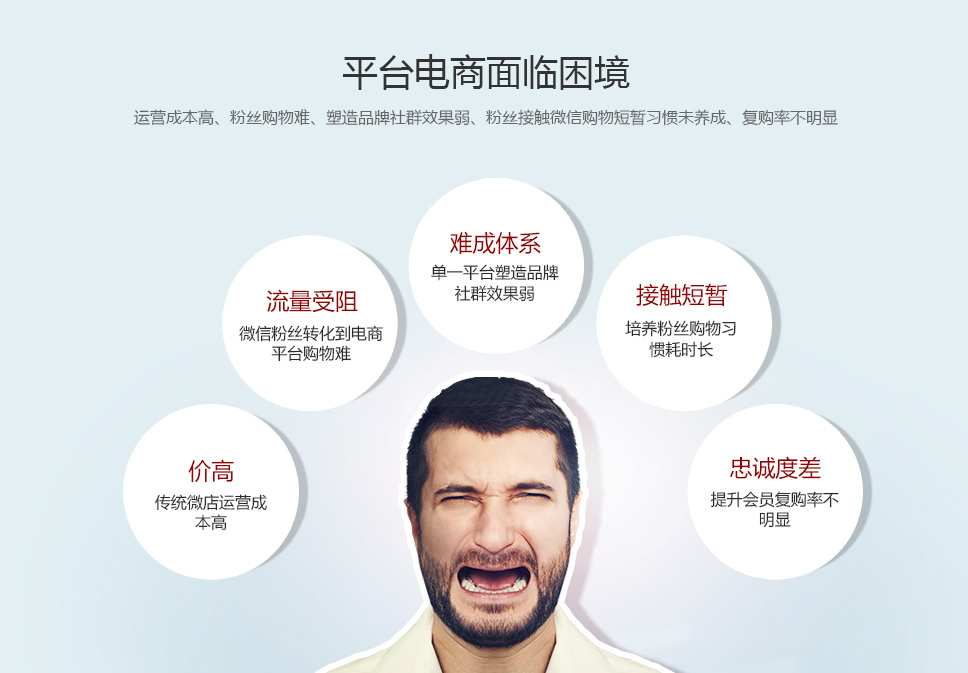 平台电商面临困境
运营成本高、粉丝购物难、塑造品牌社群效果弱、粉丝接触微信购物短暂习惯未养成、复购率不明显
难成体系
单一平台塑造品牌
社群效果弱
流量受阻
微信粉丝转化到电商
平台购物难
接触短暂
培养粉丝购物习
惯耗时长
价高
传统微店运营成
本高
忠诚度差
提升会员复购率不
明显